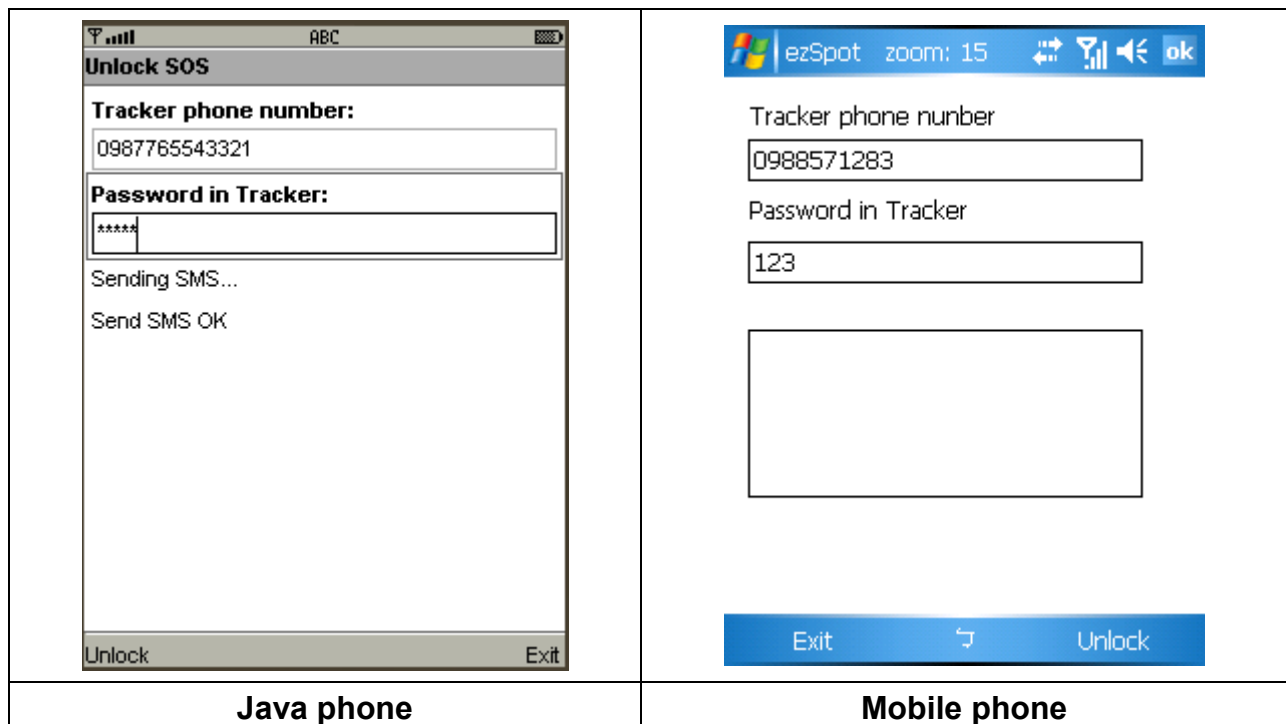 ABC
Unlock SOS
Tracker phone number:
0987765543321
Password in Tracker:
*****
Sending SMS...
Send SMS OK
Unlock Exit
Java phone
ezSpot zoom: 15 ok
Tracker phone nunber
0988571283
Password in Tracker
123
Exit Unlock
Mobile phone